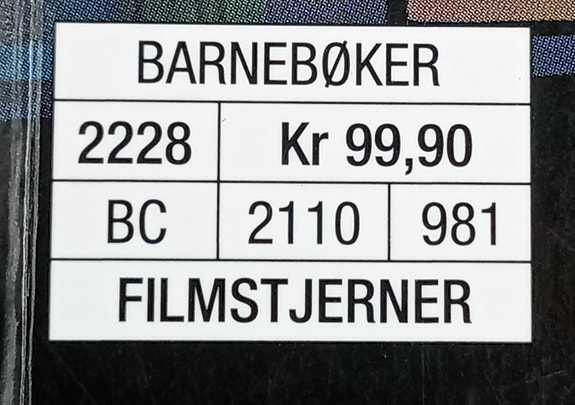 BARNEBØKER
2228 Kr 99,90
BC 2110 981
FILMSTJERNER